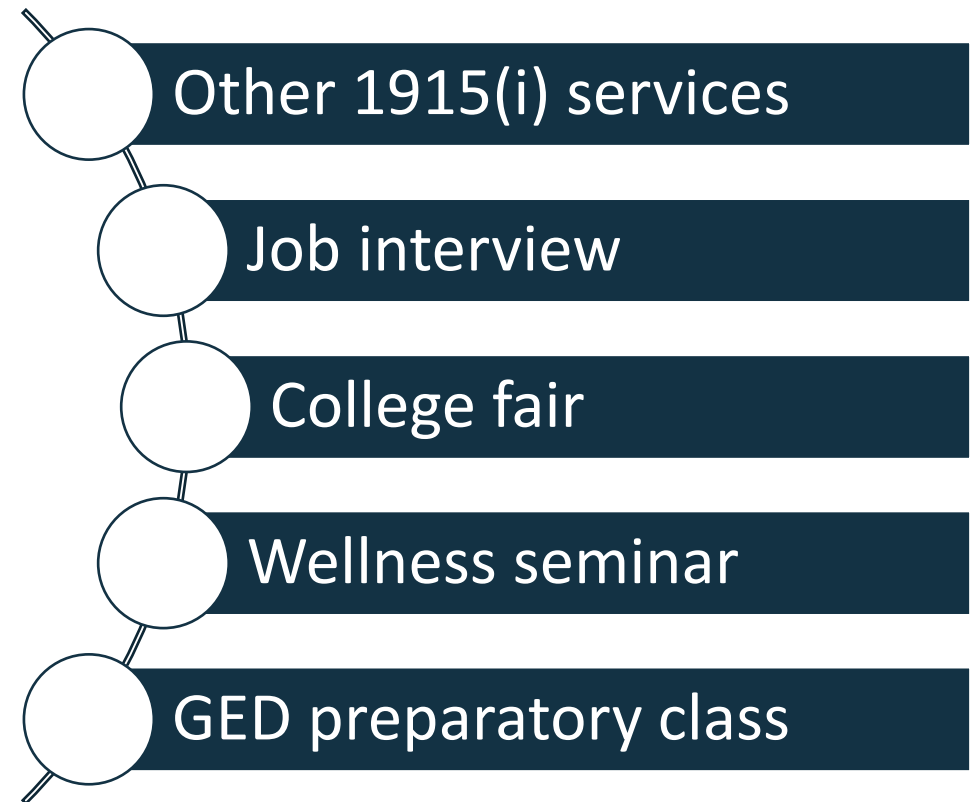 Other 1915(i) services
Job interview
College fair
Wellness seminar
GED preparatory class